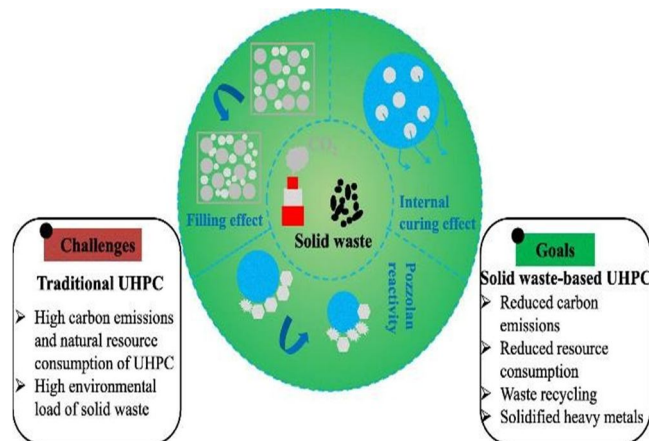 CO2
Filling effect
Internal
curing effect
Solid waste
Pozzolan
reactivity
Challenges
Traditional UHPC
➢ High carbon emissions
and natural resource
consumption of UHPC
➢ High environmental
load of solid waste
Goals
Solid waste-based UHPC
➢ Reduced carbon
emissions
➢ Reduced resource
consumption
➢ Waste recycling
➢ Solidified heavy metals